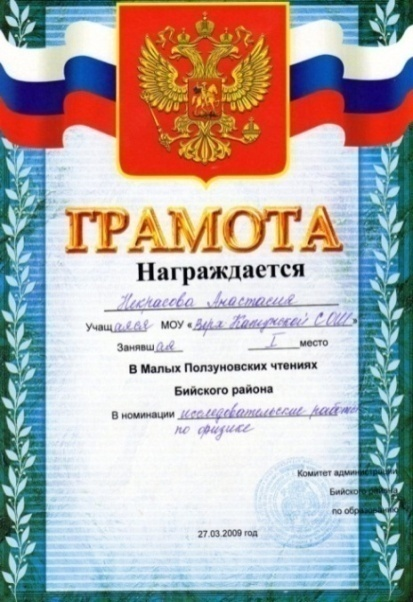 ГРАМОТА
Награждается
Некрасова Анастасия
Учащаяся МОУ «Верх Катунской СОШ»
Занявшая I место
В Малых Ползуновских чтениях
Бийского района
В номинации исследовательские работы
по физике
Комитет администрации
Бийского района
по образованию
27.03.2009 год